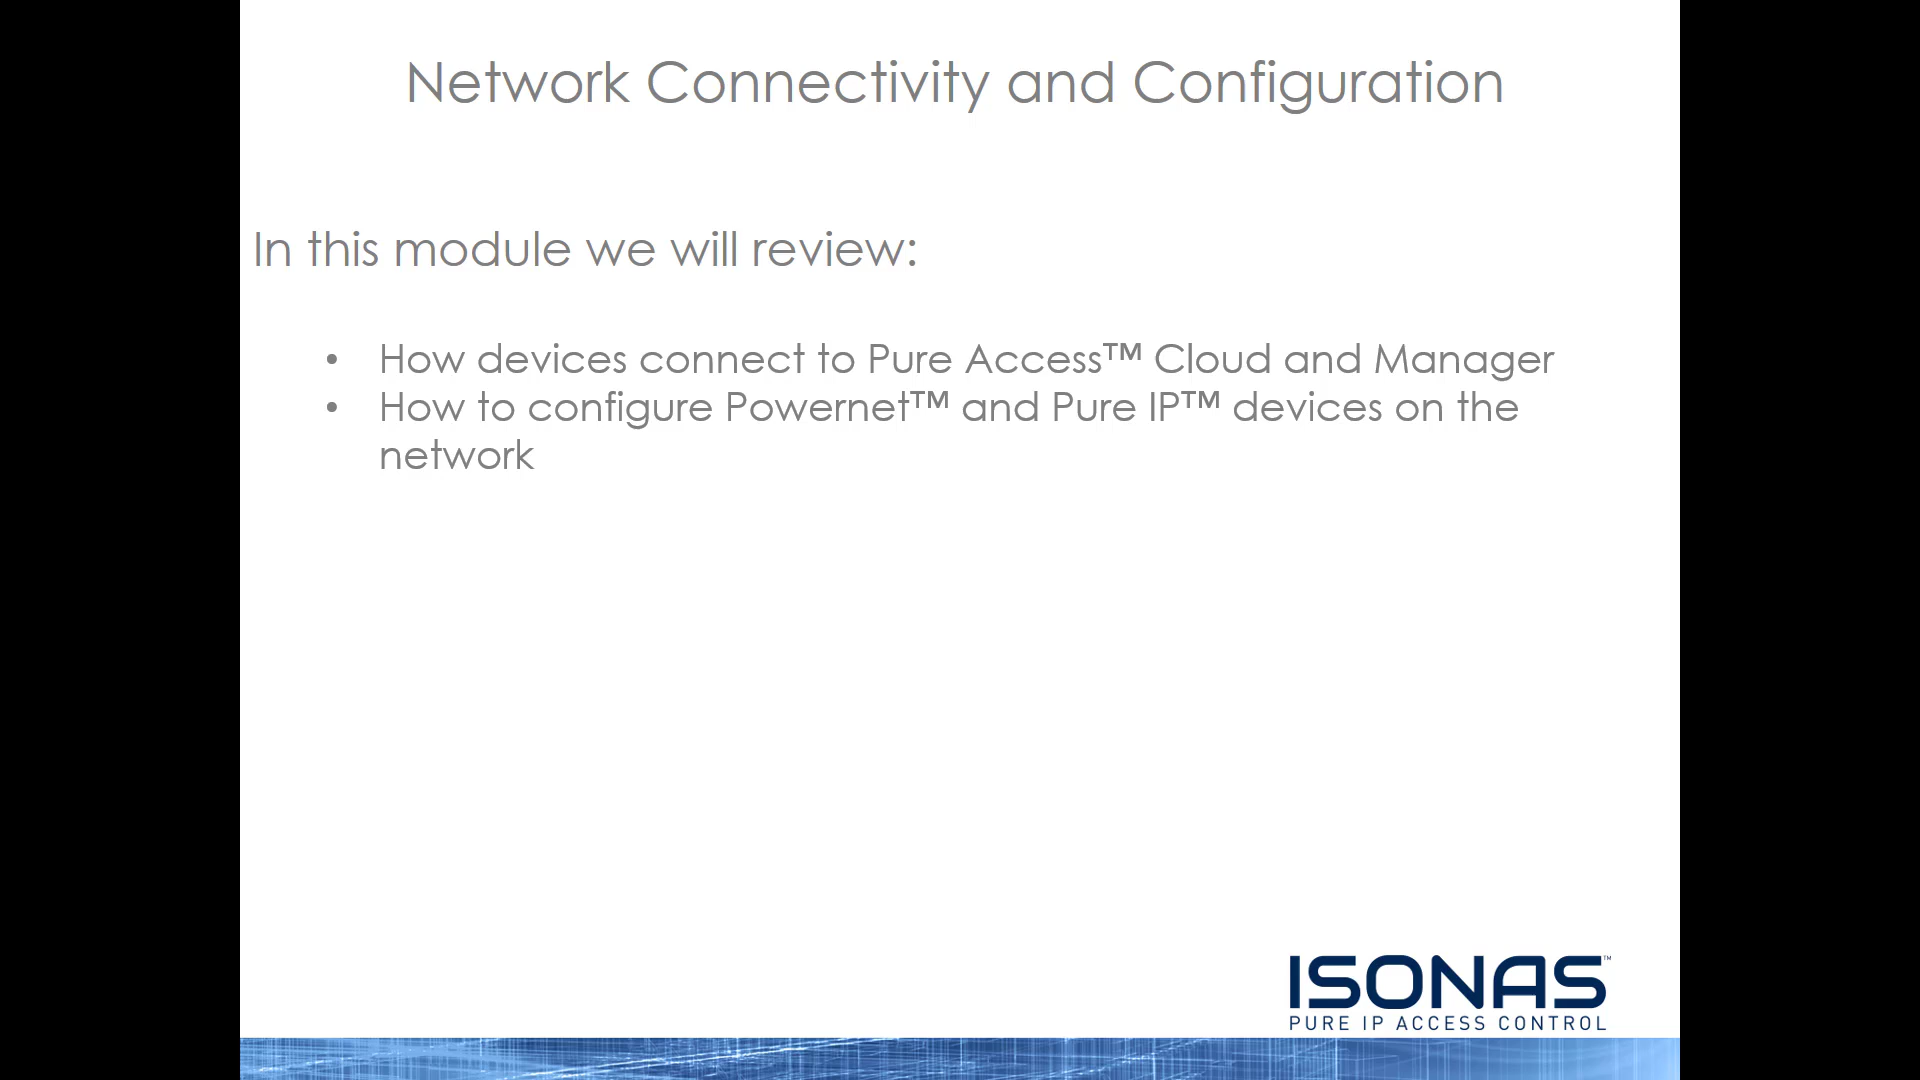 Network Connectivity and Configuration
In this module we will review:
• How devices connect to Pure Access™ Cloud and Manager
• How to configure Powernet™ and Pure IP™ devices on the
network
ISONAS™
PURE IP ACCESS CONTROL